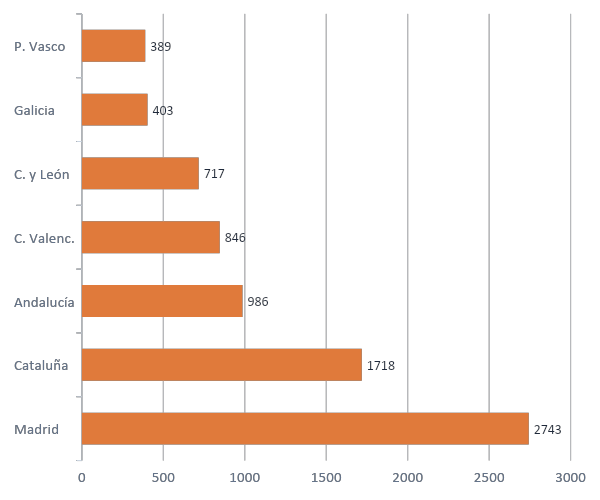 P. Vasco 389
Galicia 403
C. y León 717
C. Valenc. 846
Andalucía 986
Cataluña 1718
Madrid 2743
0 500 1000 1500 2000 2500 3000